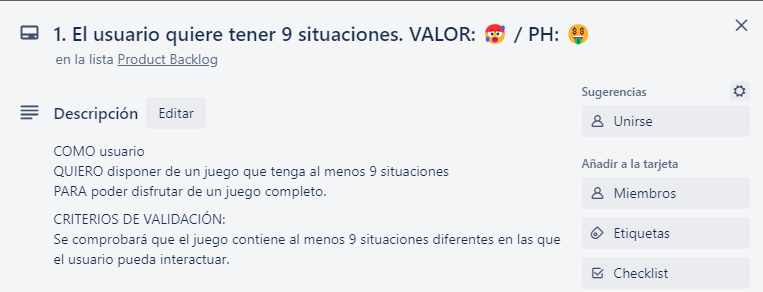 1. El usuario quiere tener 9 situaciones. VALOR: 🥵 / PH: 🤑
en la lista Product Backlog
Descripción
Editar
COMO usuario
QUIERO disponer de un juego que tenga al menos 9 situaciones
PARA poder disfrutar de un juego completo.
CRITERIOS DE VALIDACIÓN:
Se comprobará que el juego contiene al menos 9 situaciones diferentes en las que
el usuario pueda interactuar.
Sugerencias
Unirse
Añadir a la tarjeta
Miembros
Etiquetas
Checklist